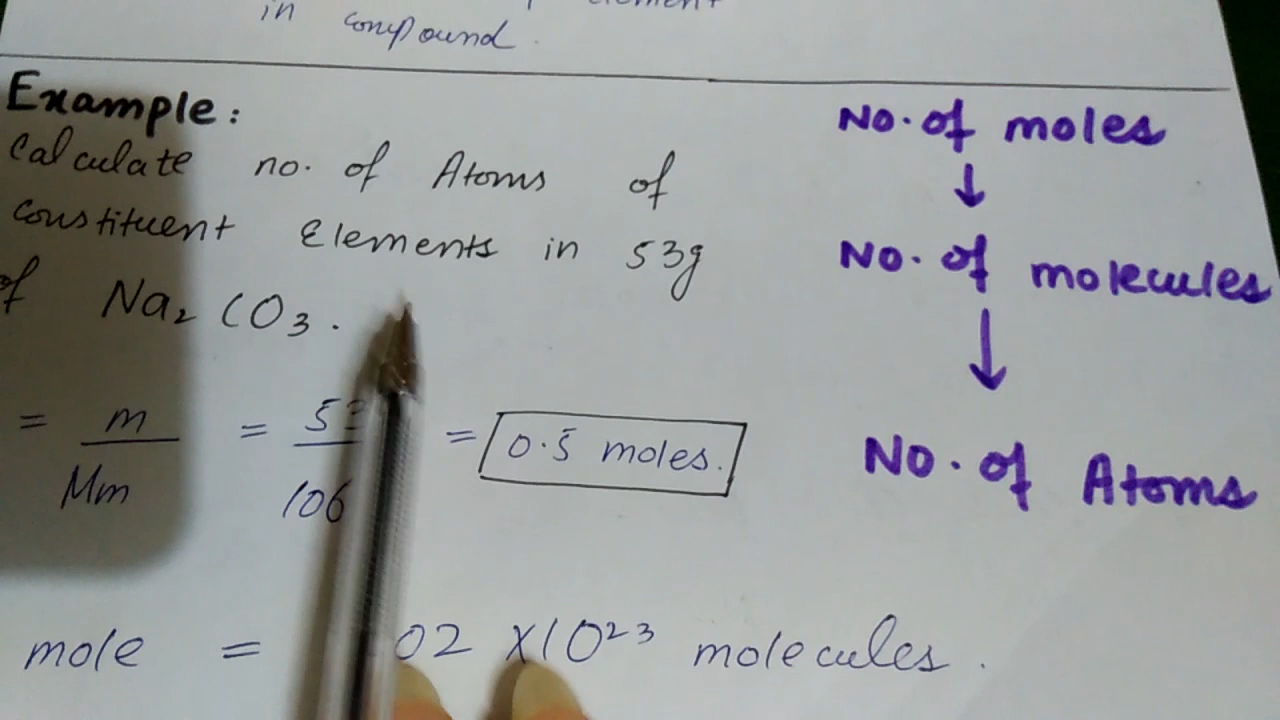 in compound.
Example:
Calculate no. of Atoms of
constituent Elements in 53g
of Na₂CO₃.
= m/Mm = 5 /106 = 0.5 moles.
mole = 02 X10²³ molecules.
No. of moles
↓
No. of molecules
↓
No. of Atoms